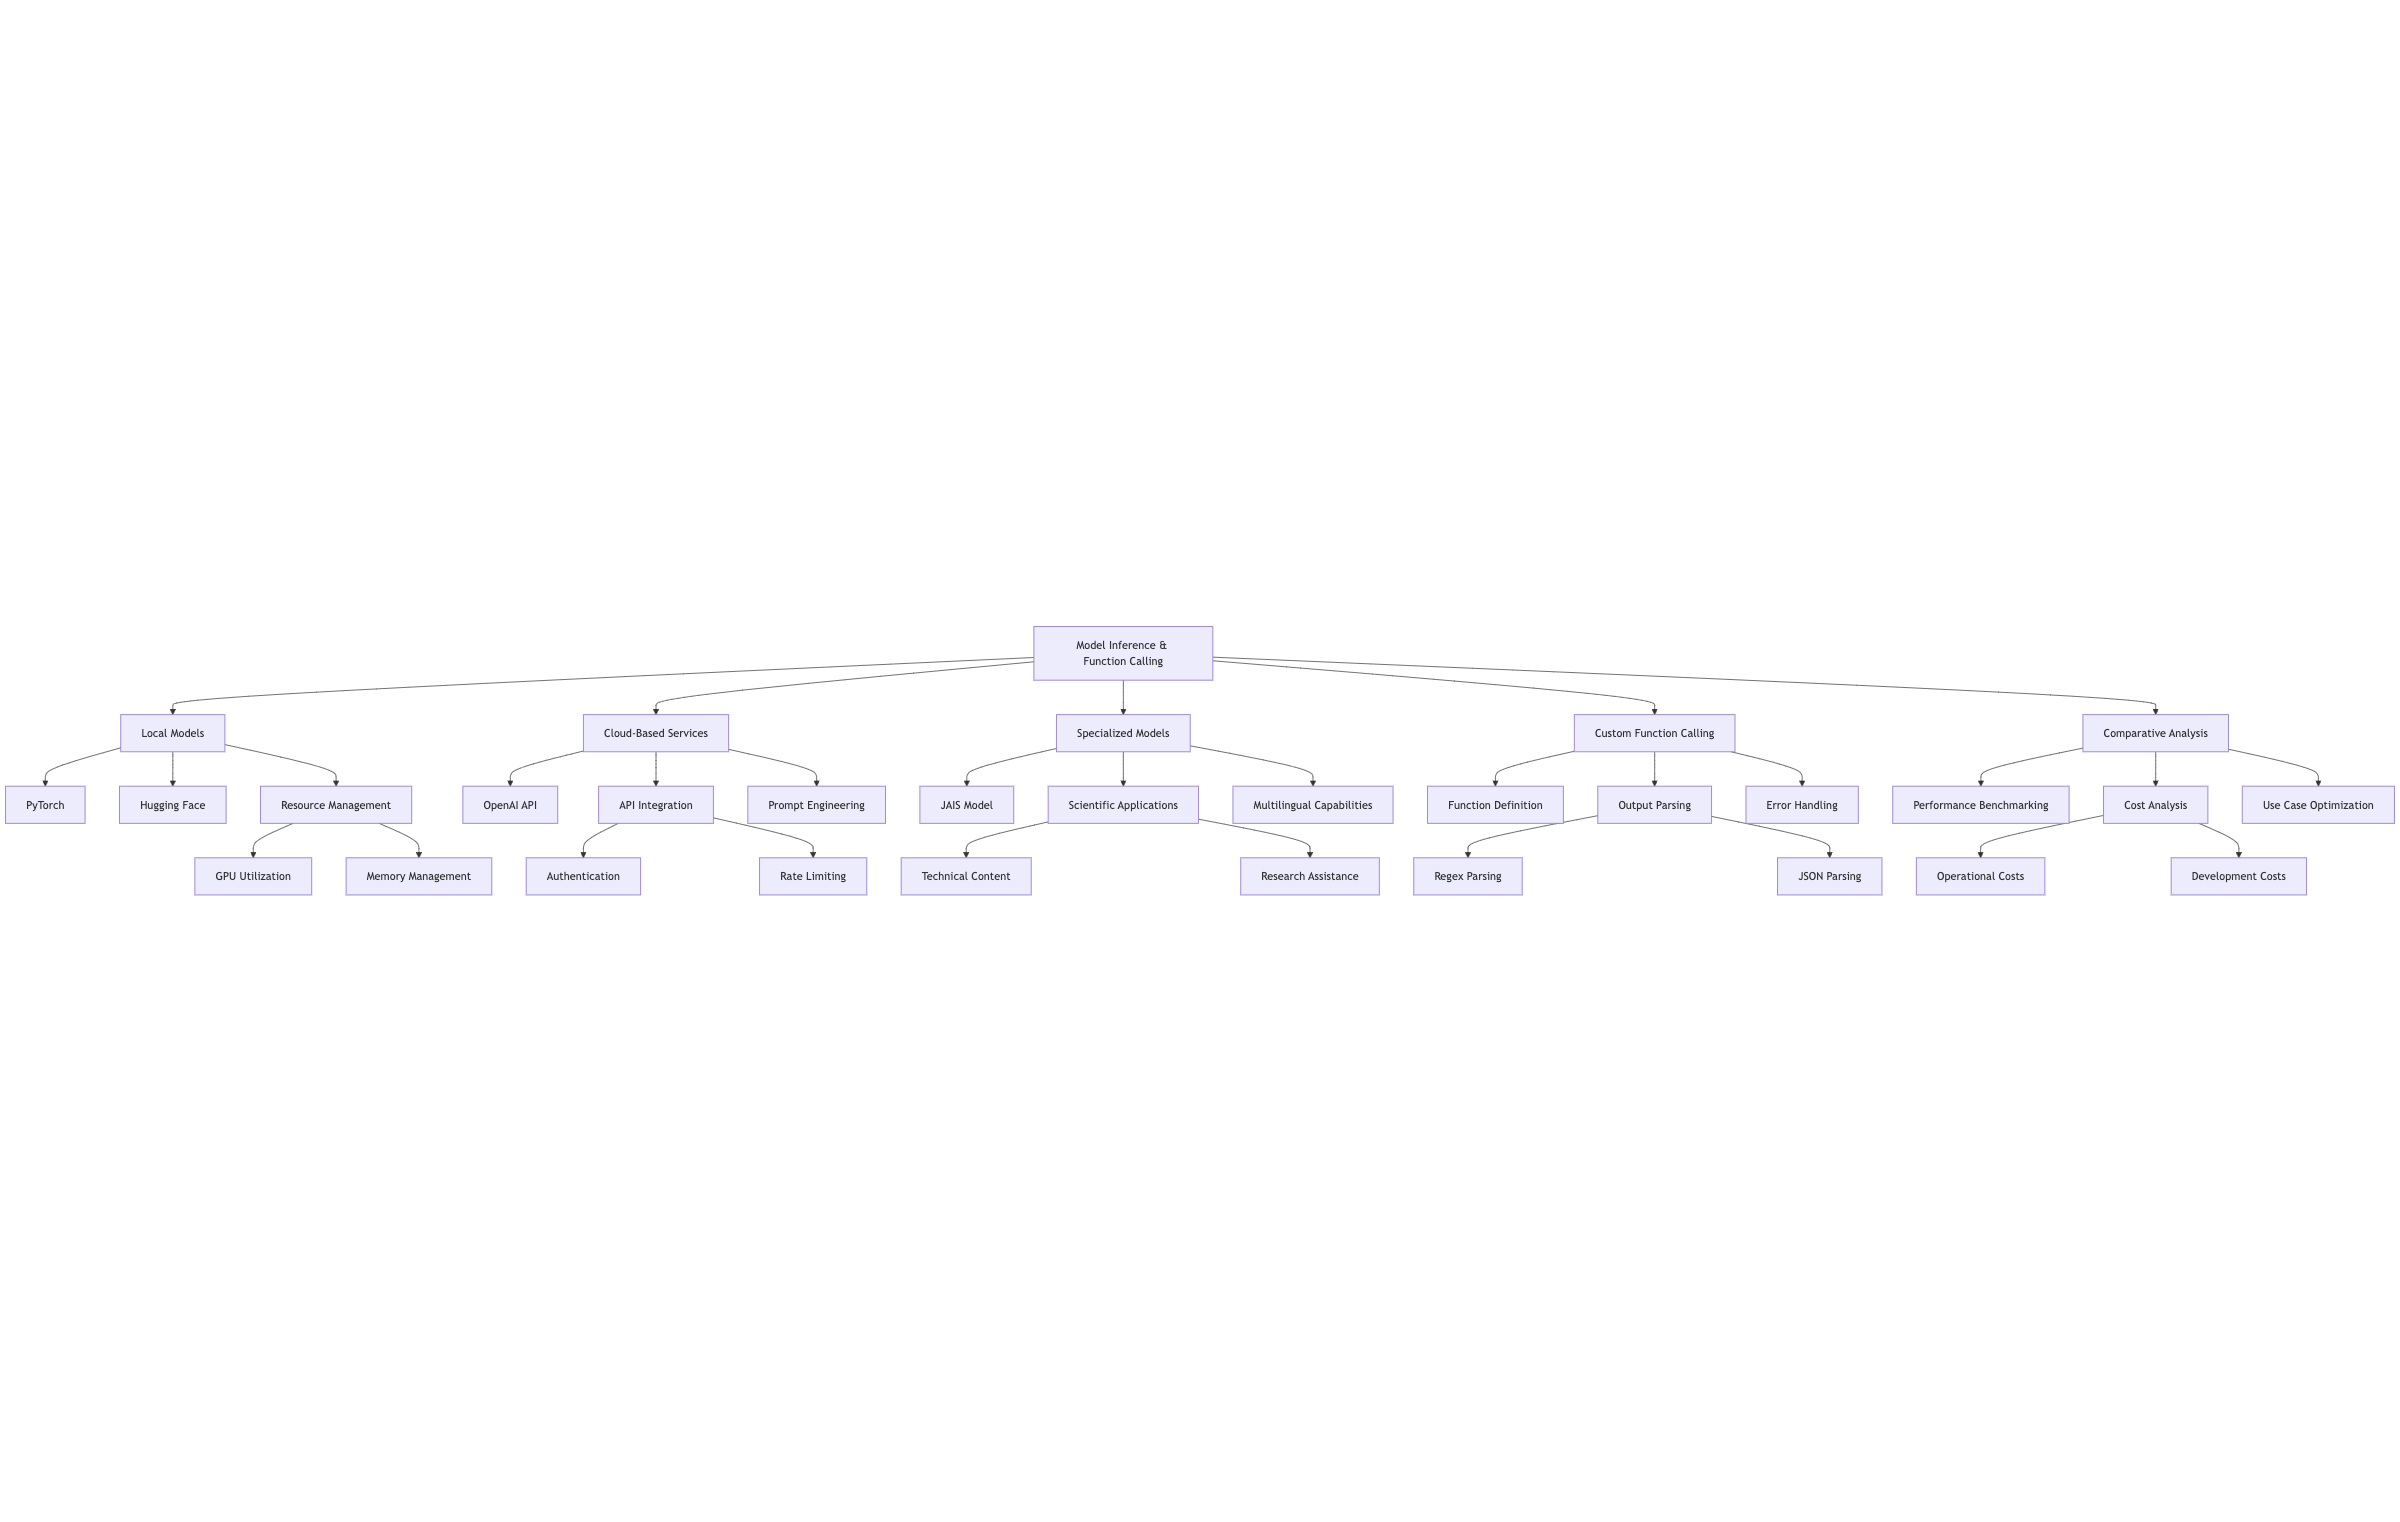 Model Inference &
Function Calling
Local Models
Cloud-Based Services
Specialized Models
Custom Function Calling
Comparative Analysis
PyTorch
Hugging Face
Resource Management
OpenAI API
API Integration
Prompt Engineering
JAIS Model
Scientific Applications
Multilingual Capabilities
Function Definition
Output Parsing
Error Handling
Performance Benchmarking
Cost Analysis
Use Case Optimization
GPU Utilization
Memory Management
Authentication
Rate Limiting
Technical Content
Research Assistance
Regex Parsing
JSON Parsing
Operational Costs
Development Costs